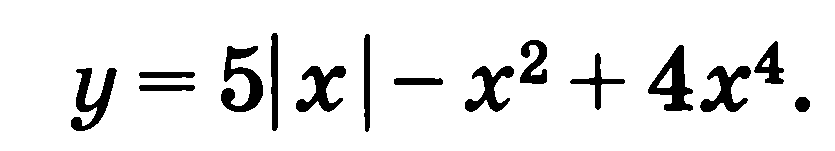 y = 5|x| − x² + 4x⁴.